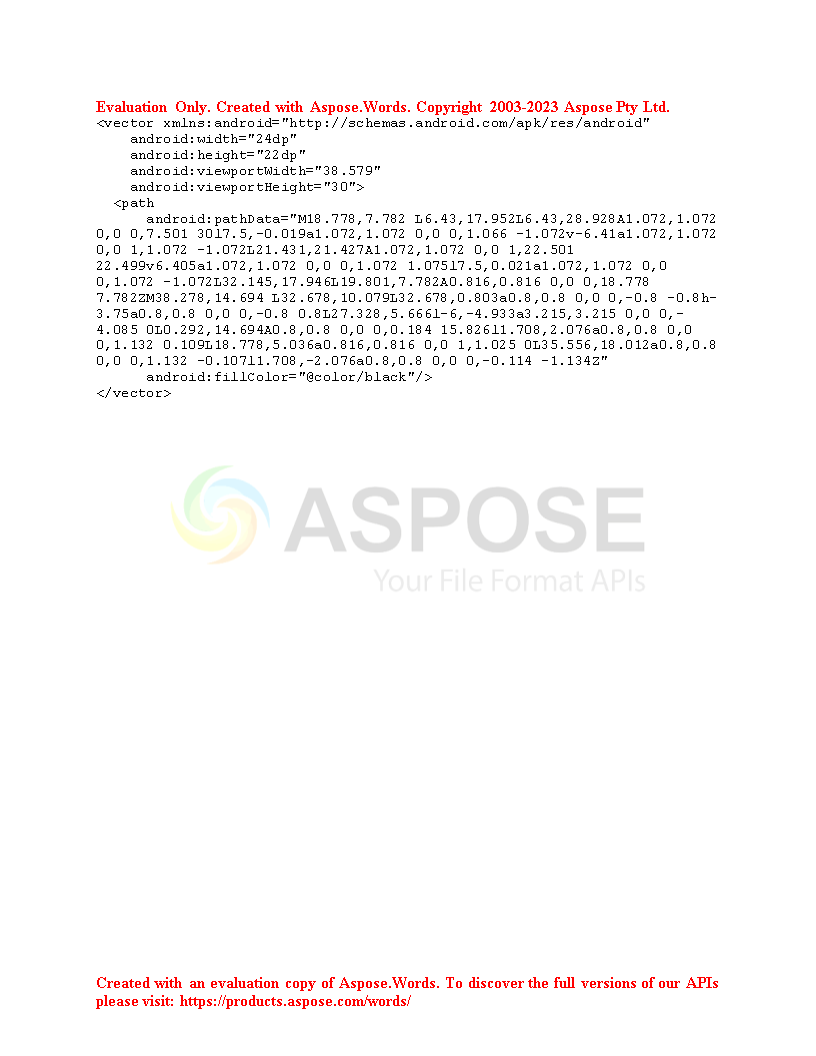 Evaluation Only. Created with Aspose.Words. Copyright 2003-2023 Aspose Pty Ltd.
<vector xmlns:android="http://schemas.android.com/apk/res/android"
    android:width="24dp"
    android:height="22dp"
    android:viewportWidth="38.579"
    android:viewportHeight="30">
  <path
      android:pathData="M18.778,7.782 L6.43,17.952L6.43,28.928A1.072,1.072
0,0 0,7.501 30l7.5,-0.019a1.072,1.072 0,0 0,1.066 -1.072v-6.41a1.072,1.072
0,0 1,1.072 -1.072L21.431,21.427A1.072,1.072 0,0 1,22.501
22.499v6.405a1.072,1.072 0,0 0,1.072 1.075l7.5,0.021a1.072,1.072 0,0
0,1.072 -1.072L32.145,17.946L19.801,7.782A0.816,0.816 0,0 0,18.778
7.782ZM38.278,14.694 L32.678,10.079L32.678,0.803a0.8,0.8 0,0 0,-0.8 -0.8h-
3.75a0.8,0.8 0,0 0,-0.8 0.8L27.328,5.666l-6,-4.933a3.215,3.215 0,0 0,-
4.085 0L0.292,14.694A0.8,0.8 0,0 0,0.184 15.826l1.708,2.076a0.8,0.8 0,0
0,1.132 0.109L18.778,5.036a0.816,0.816 0,0 1,1.025 0L35.556,18.012a0.8,0.8
0,0 0,1.132 -0.107l1.708,-2.076a0.8,0.8 0,0 0,-0.114 -1.134Z"
      android:fillColor="@color/black"/>
</vector>
ASPOSE
Your File Format APIs
Created with an evaluation copy of Aspose.Words. To discover the full versions of our APIs
please visit: https://products.aspose.com/words/